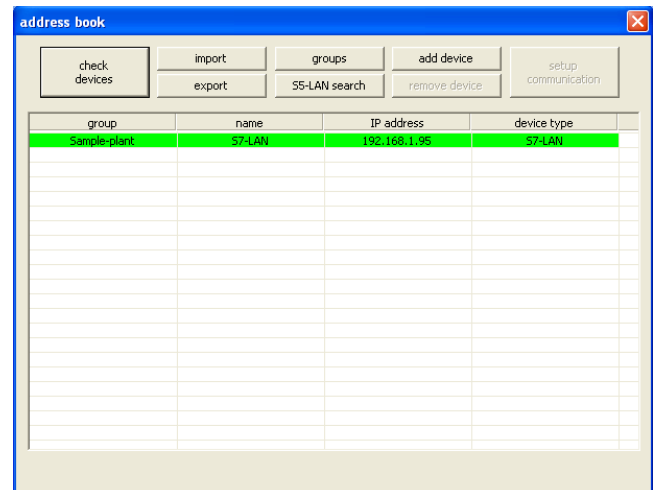 address book
check devices
import
groups
add device
setup communication
export
S5-LAN search
remove device
group name IP address device type
Sample-plant S7-LAN 192.168.1.95 S7-LAN